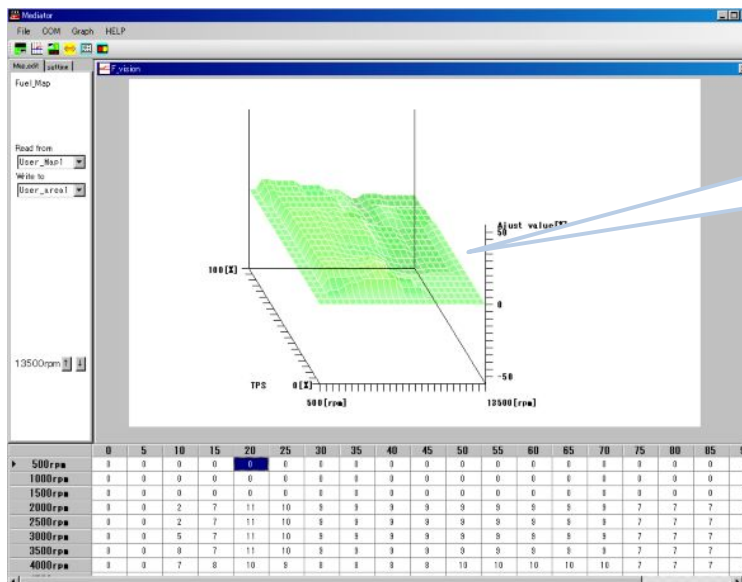 Mediator
File COM Graph HELP
Map.edit setting
F_vision
Fuel_Map
Read from
User_Map1
Write to
User_area1
13500rpm
Ajust value[%]
50
0
-50
100[%]
TPS 0[%]
500[rpm] 13500[rpm]
0 5 10 15 20 25 30 35 40 45 50 55 60 65 70 75 80 85
500rpm 0 0 0 0 0 0 0 0 0 0 0 0 0 0 0 0 0 0
1000rpm 0 0 0 0 0 0 0 0 0 0 0 0 0 0 0 0 0 0
1500rpm 0 0 0 0 0 0 0 0 0 0 0 0 0 0 0 0 0 0
2000rpm 0 0 2 7 11 10 9 9 9 9 9 9 9 9 9 7 7 7
2500rpm 0 0 2 7 11 10 9 9 9 9 9 9 9 9 9 7 7 7
3000rpm 0 0 5 7 11 10 9 9 9 9 9 9 9 9 9 7 7 7
3500rpm 0 0 8 7 11 10 9 9 9 9 9 9 9 9 9 7 7 7
4000rpm 0 0 7 8 10 9 8 8 8 9 10 10 10 10 10 7 7 7